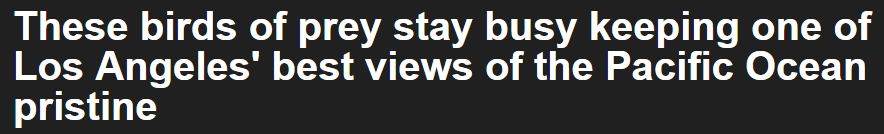 These birds of prey stay busy keeping one of
Los Angeles' best views of the Pacific Ocean
pristine